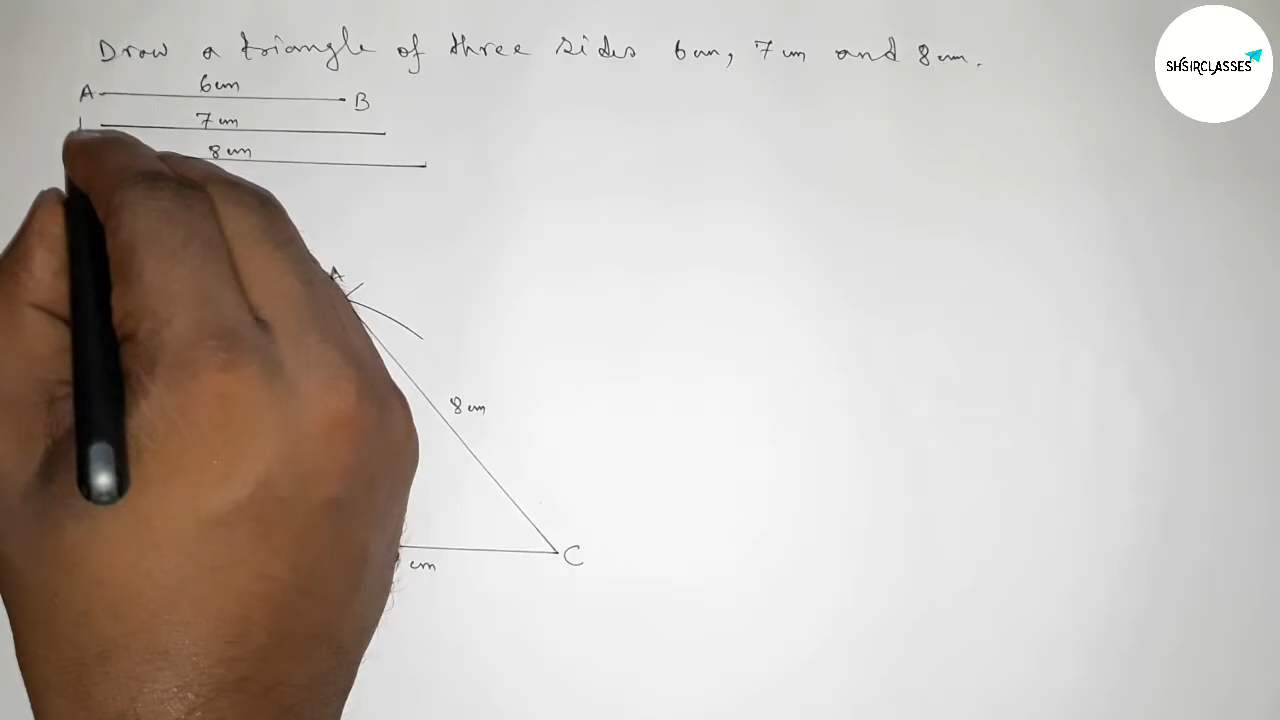 Draw a triangle of three sides 6cm, 7cm and 8cm.
SHSIRCLASSES
6cm
A B
7cm
8cm
A
8cm
C
cm